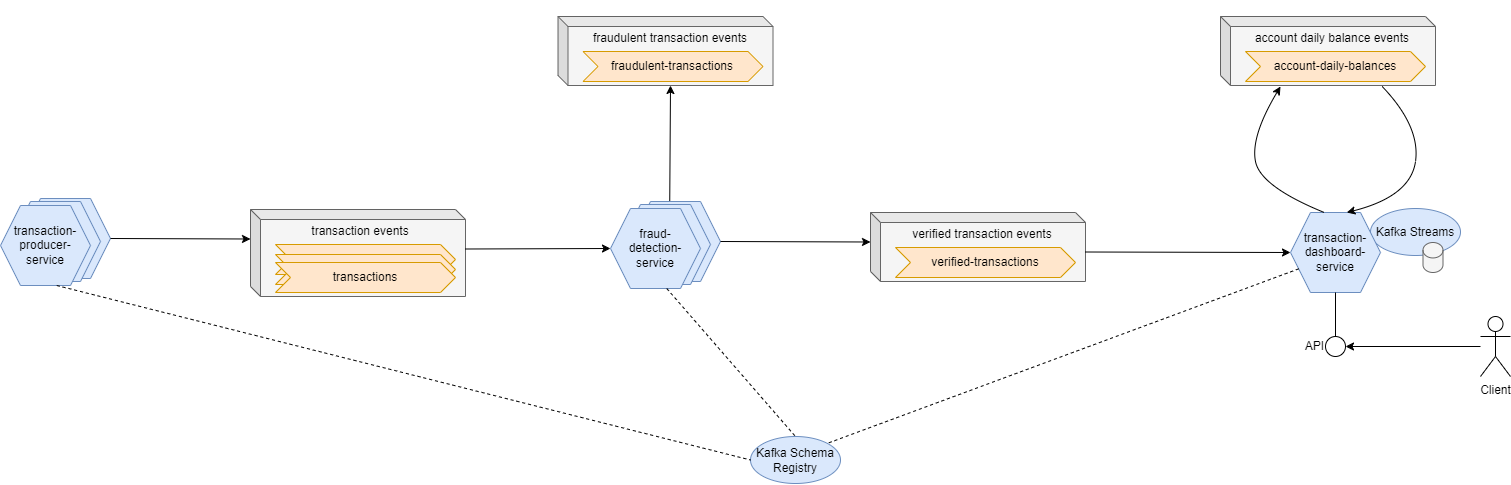 fraudulent transaction events
fraudulent-transactions
account daily balance events
account-daily-balances
transaction-
producer-
service
transaction events
transactions
fraud-
detection-
service
verified transaction events
verified-transactions
transaction-
dashboard-
service
Kafka Streams
API
Client
Kafka Schema
Registry